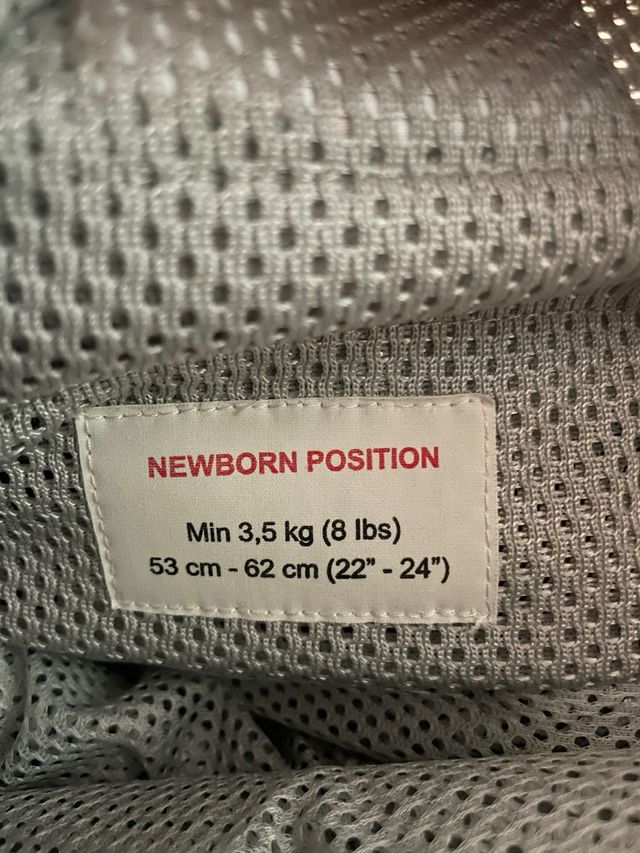 NEWBORN POSITION
Min 3,5 kg (8 lbs)
53 cm - 62 cm (22” - 24”)